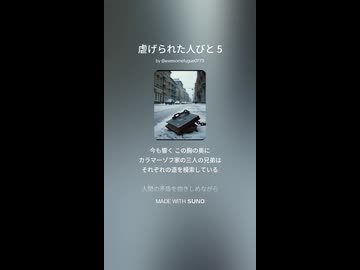 虐げられた人びと 5
by @awesomefugue0773
今も響く この胸の奥に
カラマーゾフ家の三人の兄弟は
それぞれの道を模索している
人間の矛盾を抱きしめながら
MADE WITH SUNO